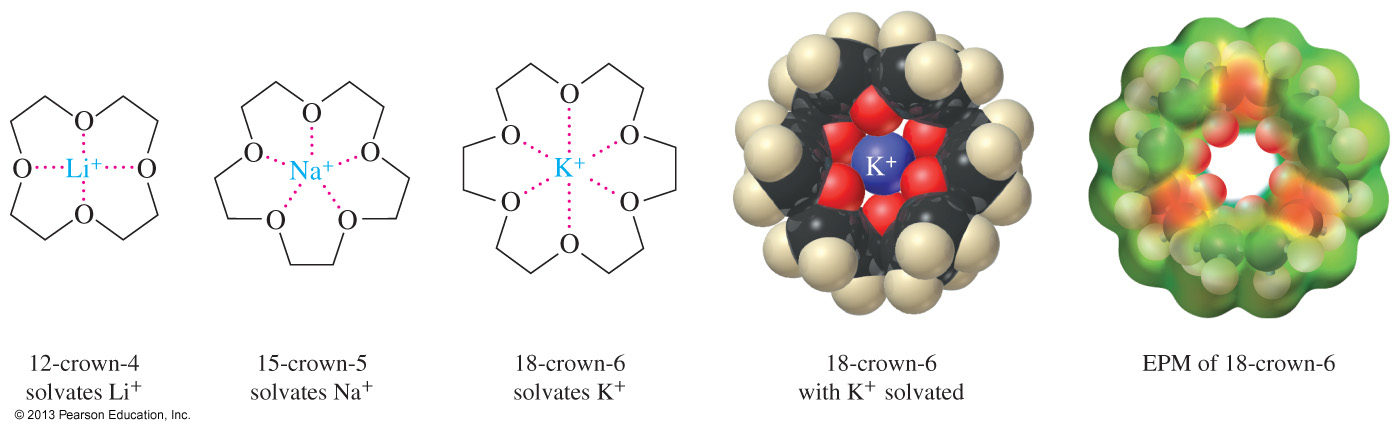 O
O
Li⁺
O
O
O
O
Na⁺
O
O
O
O
O
K⁺
O
O
O
O
K⁺
12-crown-4
solvates Li⁺
15-crown-5
solvates Na⁺
18-crown-6
solvates K⁺
18-crown-6
with K⁺ solvated
EPM of 18-crown-6
© 2013 Pearson Education, Inc.